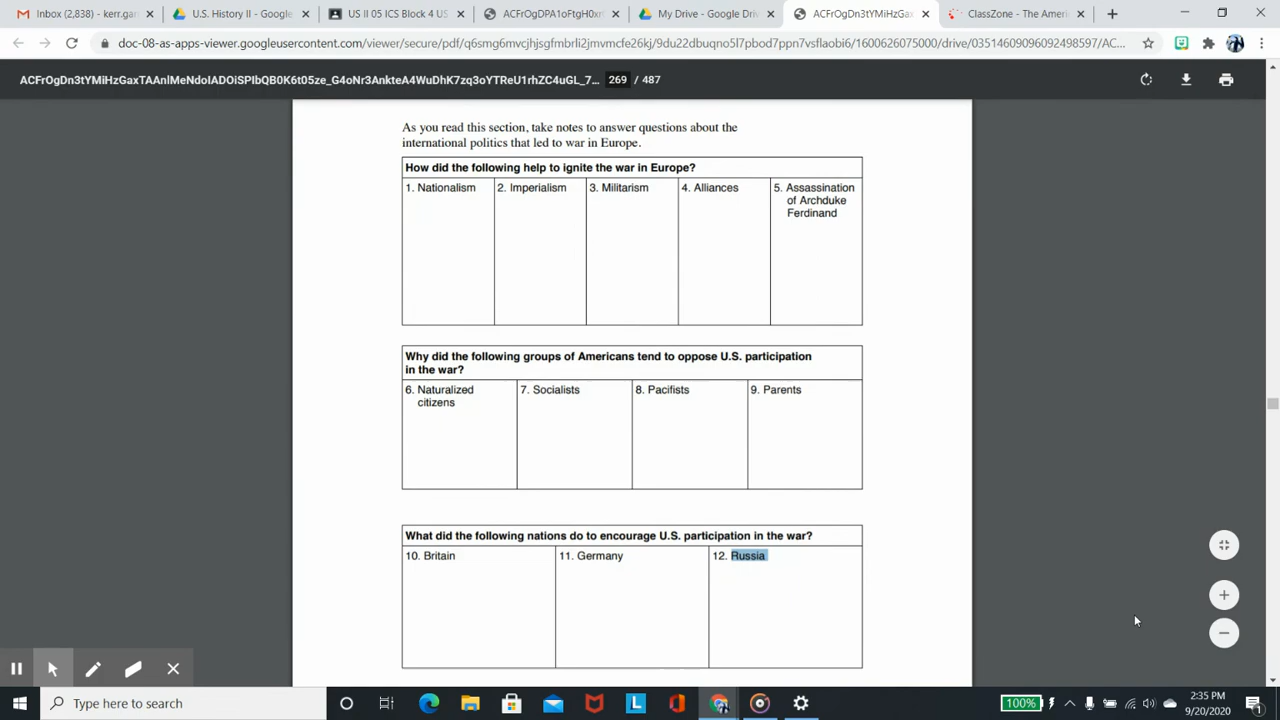 Inbox (2,838) - kerr.gar
U.S. History II - Google
US II 05 ICS Block 4 US
ACFrOgDPA1oFtgH0xr
My Drive - Google Driv
ACFrOgDn3tYMiHzGax
ClassZone - The Ameri
ACFrOgDn3tYMiHzGaxTAAnlMeNdoIADOiSPIbQB0K6t05ze_G4oNr3AnkteA4WuDhK7zq3oYTReU1rhZC4uGL_7...
269 / 487
As you read this section, take notes to answer questions about the
international politics that led to war in Europe.
How did the following help to ignite the war in Europe?
1. Nationalism
2. Imperialism
3. Militarism
4. Alliances
5. Assassination
of Archduke
Ferdinand
Why did the following groups of Americans tend to oppose U.S. participation
in the war?
6. Naturalized
citizens
7. Socialists
8. Pacifists
9. Parents
What did the following nations do to encourage U.S. participation in the war?
10. Britain
11. Germany
12. Russia
Type here to search
L
100%
2:35 PM
9/20/2020
1